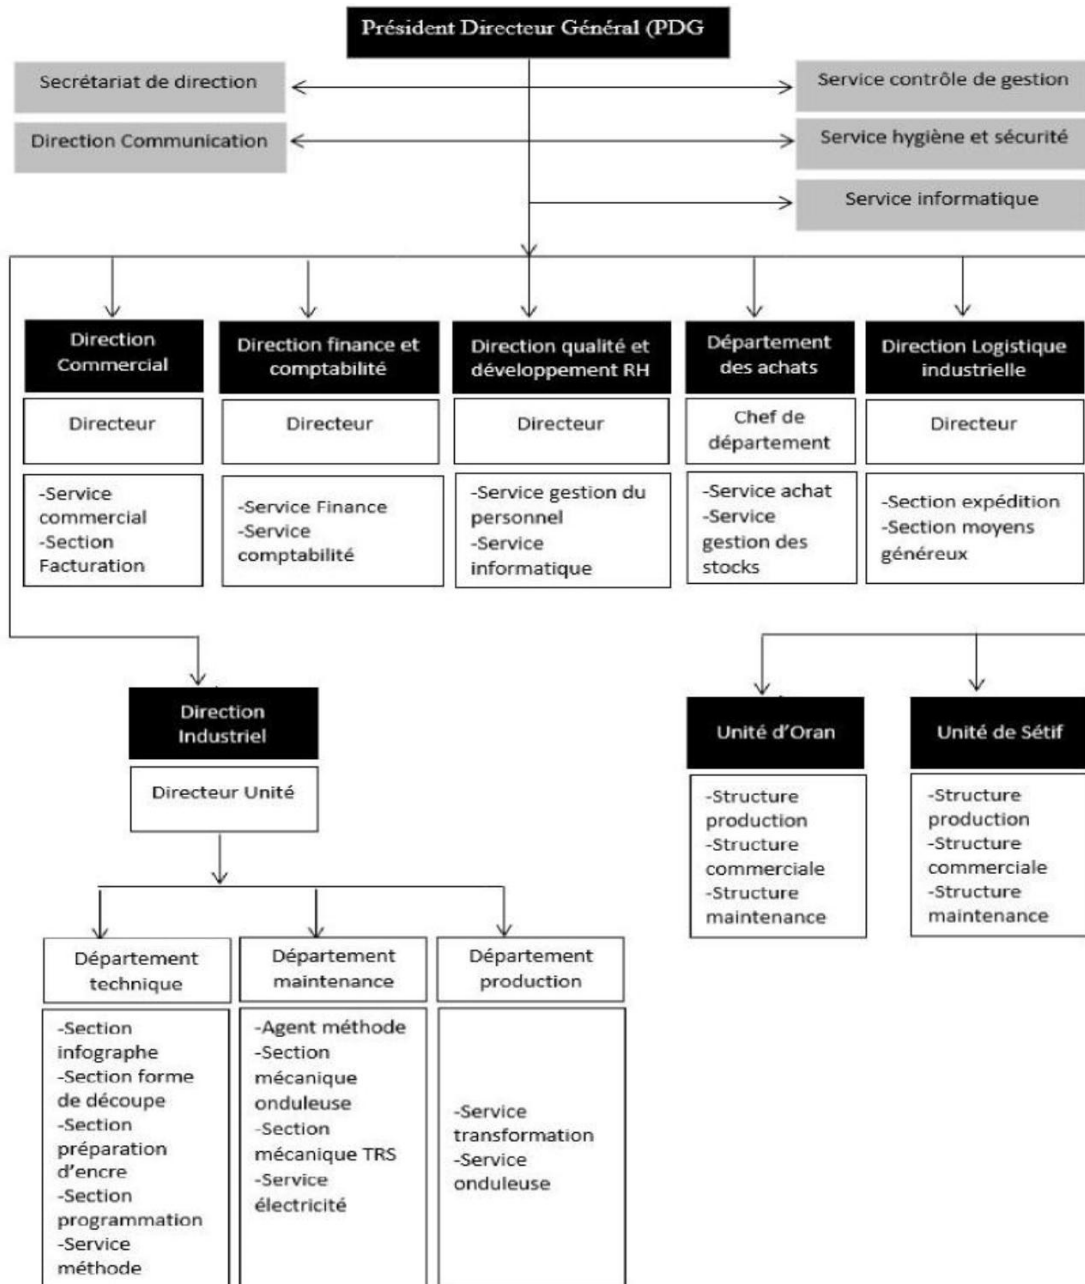 Président Directeur Général (PDG
Secrétariat de direction
Service contrôle de gestion
Direction Communication
Service hygiène et sécurité
Service informatique
Direction
Commercial
Directeur
-Service
commercial
-Section
Facturation
Direction finance et
comptabilité
Directeur
-Service Finance
-Service
comptabilité
Direction qualité et
développement RH
Directeur
-Service gestion du
personnel
-Service
informatique
Département
des achats
Chef de
département
-Service achat
-Service
gestion des
stocks
Direction Logistique
industrielle
Directeur
-Section expédition
-Section moyens
généreux
Direction
Industriel
Directeur Unité
Département
technique
-Section
infographe
-Section forme
de découpe
-Section
préparation
d'encre
-Section
programmation
-Service
méthode
Département
maintenance
-Agent méthode
-Section
mécanique
onduleuse
-Section
mécanique TRS
-Service
électricité
Département
production
-Service
transformation
-Service
onduleuse
Unité d'Oran
-Structure
production
-Structure
commerciale
-Structure
maintenance
Unité de Sétif
-Structure
production
-Structure
commerciale
-Structure
maintenance